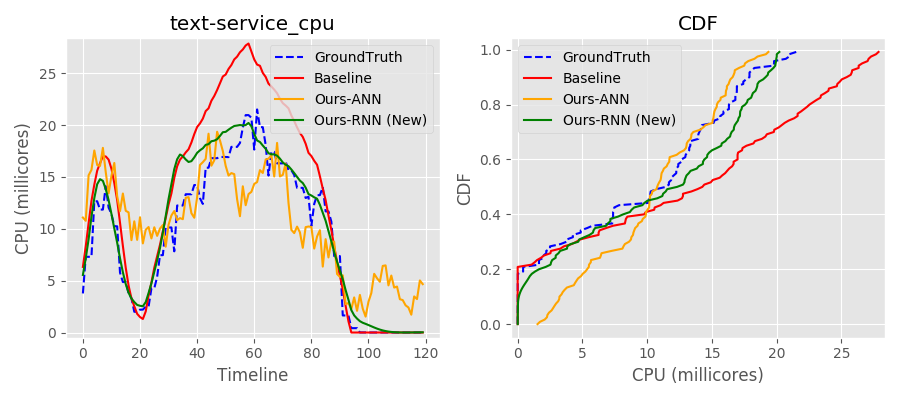 text-service_cpu
CPU (millicores)
25
20
15
10
5
0
0
20
40
60
80
100
120
Timeline
GroundTruth
Baseline
Ours-ANN
Ours-RNN (New)
CDF
CDF
1.0
0.8
0.6
0.4
0.2
0.0
0
5
10
15
20
25
CPU (millicores)
GroundTruth
Baseline
Ours-ANN
Ours-RNN (New)